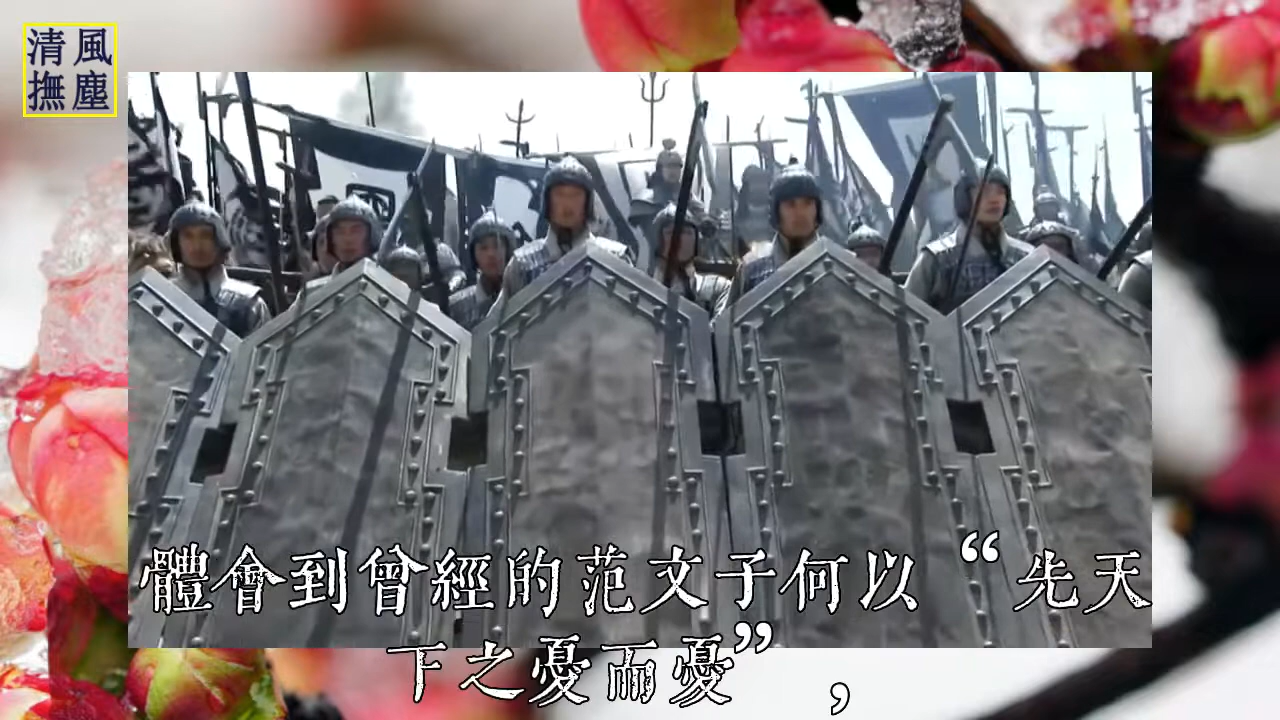 清風
撫塵
體會到曾經的范文子何以“先天
下之憂而憂”，